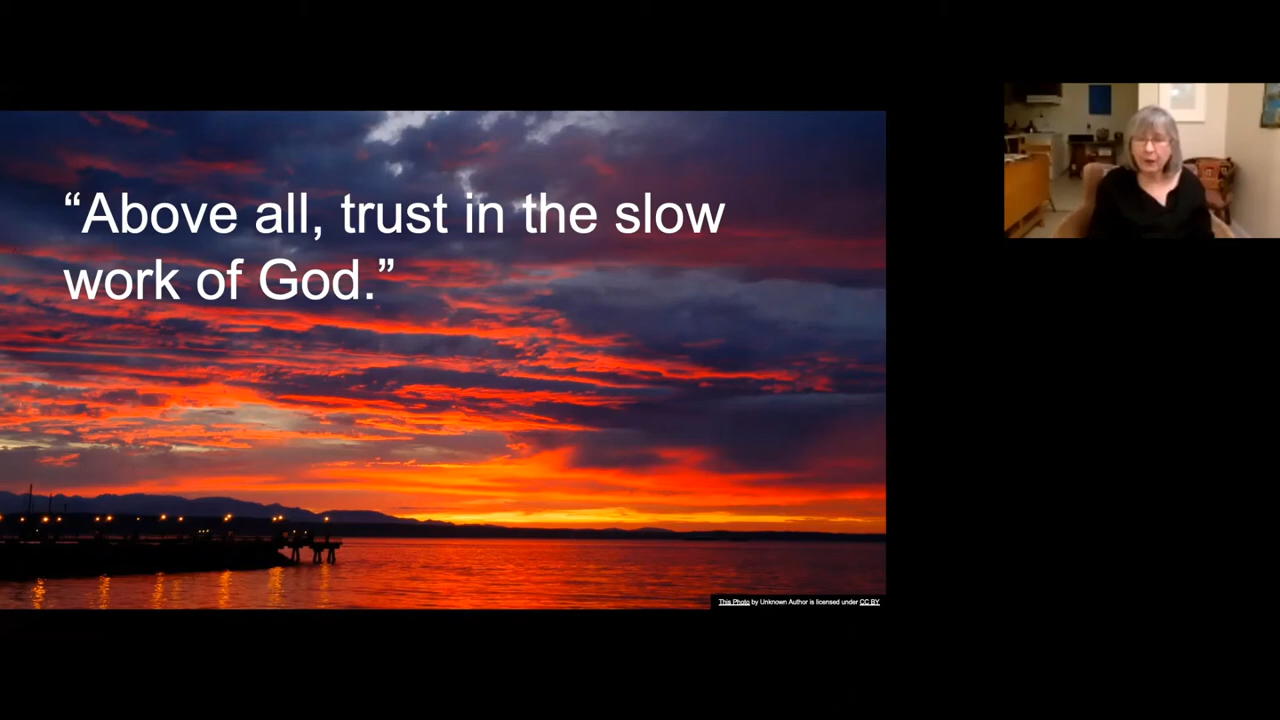 “Above all, trust in the slow
work of God.”
This Photo by Unknown Author is licensed under CC BY